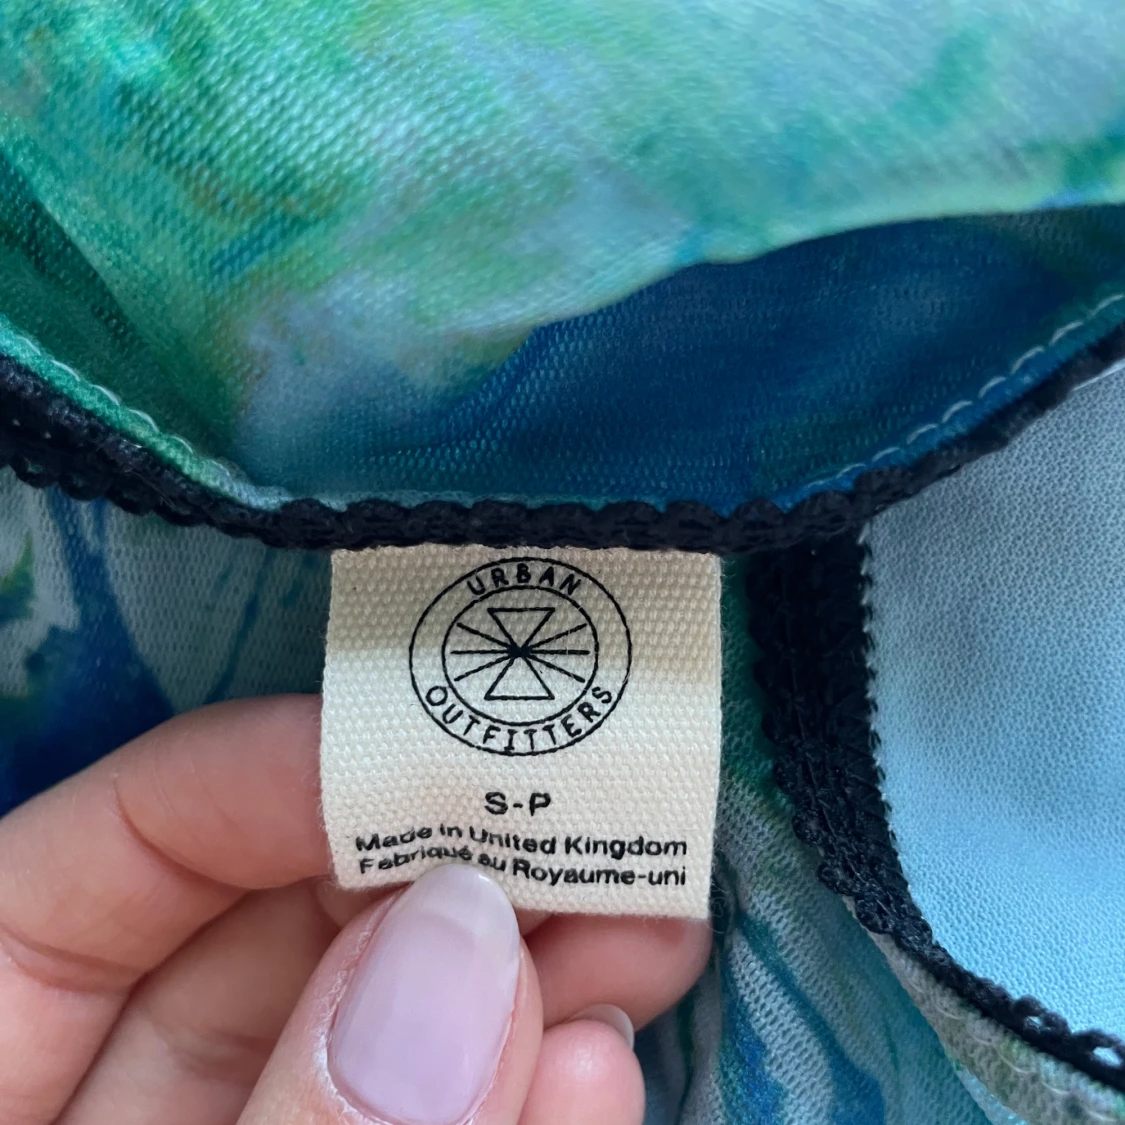 URBAN
OUTFITTERS
S-P
Made in United Kingdom
Fabriqué au Royaume-uni